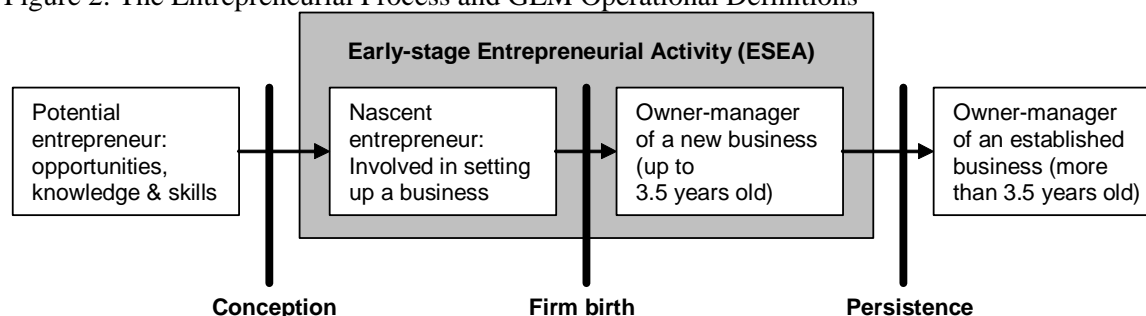 Figure 2: The Entrepreneurial Process and GEM Operational Definitions
Early-stage Entrepreneurial Activity (ESEA)
Potential
entrepreneur:
opportunities,
knowledge & skills
Nascent
entrepreneur:
Involved in setting
up a business
Owner-manager
of a new business
(up to
3.5 years old)
Owner-manager
of an established
business (more
than 3.5 years old)
Conception
Firm birth
Persistence